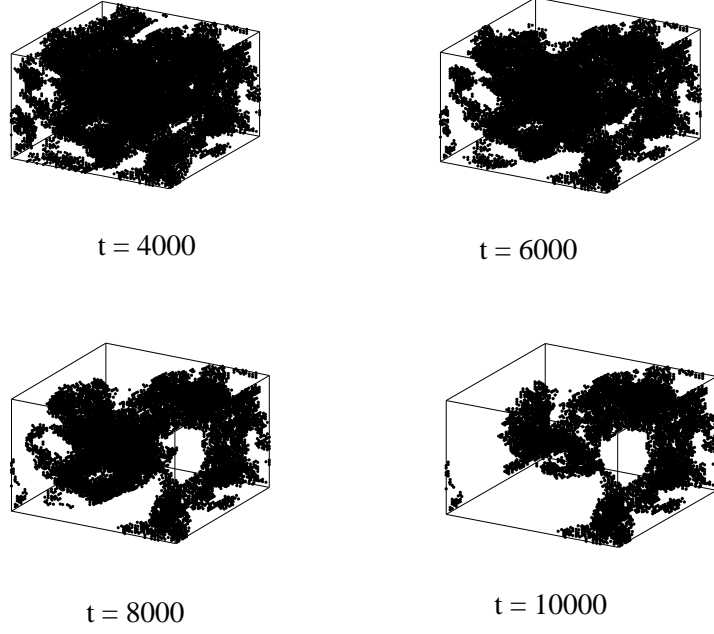 t = 4000
t = 6000
t = 8000
t = 10000